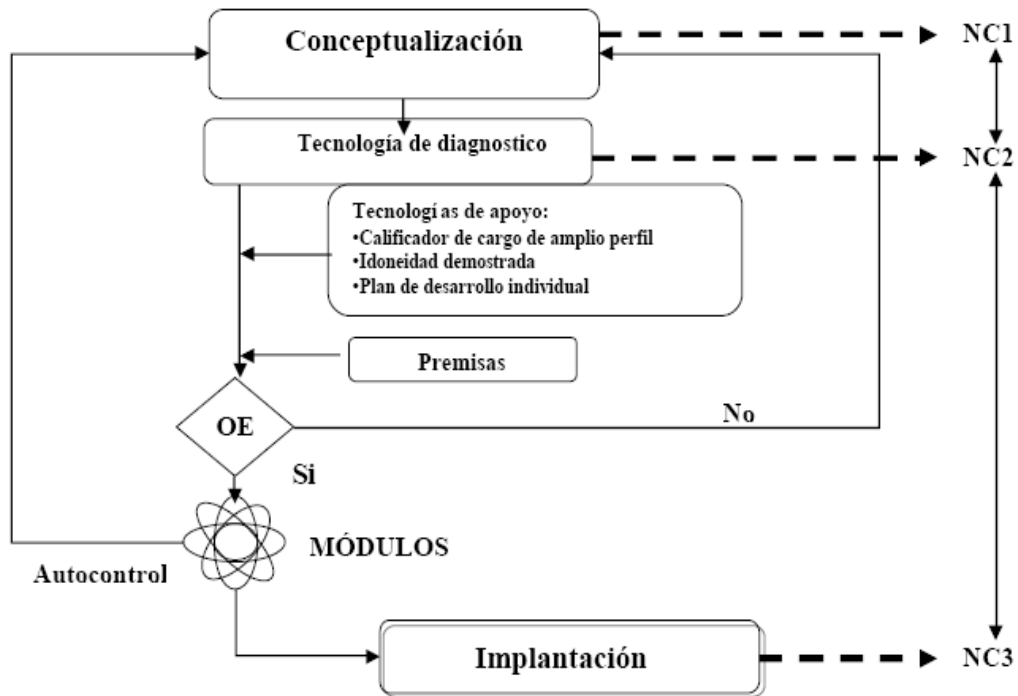 Conceptualización
NC1
Tecnología de diagnostico
NC2
Tecnologí as de apoyo:
•Calificador de cargo de amplio perfil
•Idoneidad demostrada
•Plan de desarrollo individual
Premisas
OE
No
Si
MÓDULOS
Autocontrol
Implantación
NC3